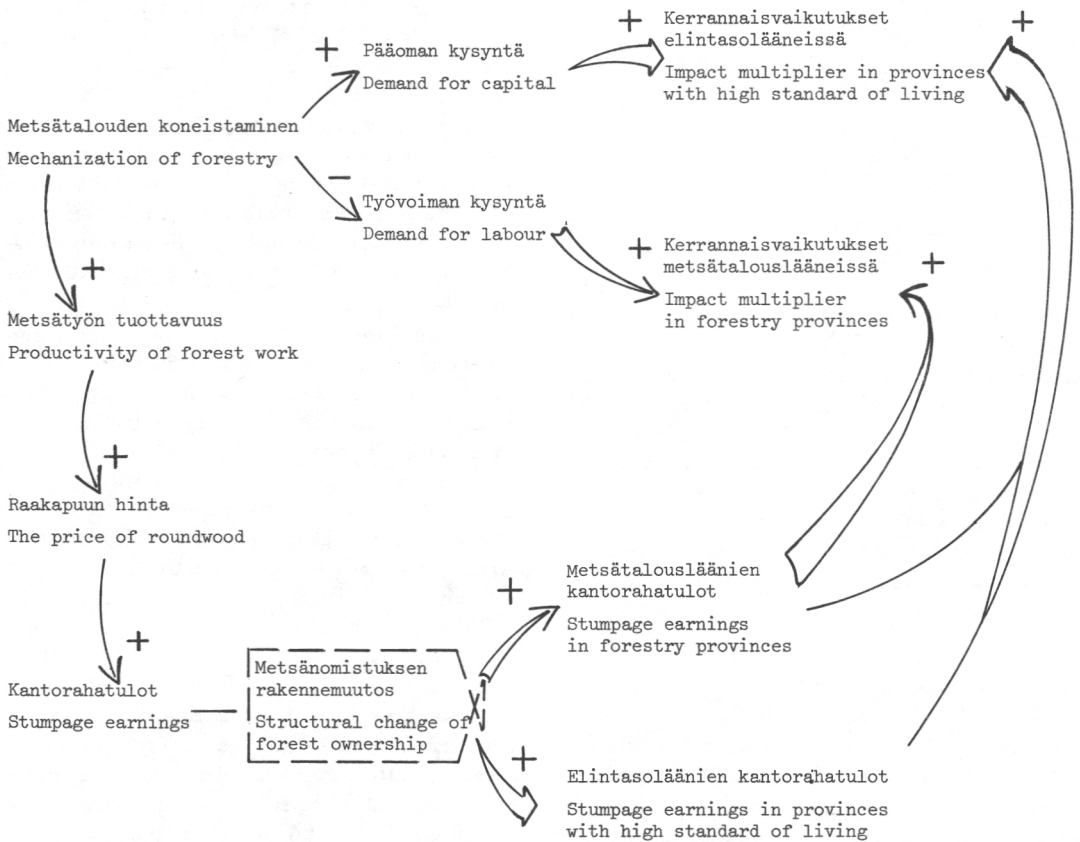 +
Pääoman kysyntä
Demand for capital
+
Kerrannaisvaikutukset
elintasolääneissä
Impact multiplier in provinces
with high standard of living
+
Metsätalouden koneistaminen
Mechanization of forestry
−
Työvoiman kysyntä
Demand for labour
+
Kerrannaisvaikutukset
metsätalouslääneissä
Impact multiplier
in forestry provinces
+
+
Metsätyön tuottavuus
Productivity of forest work
+
Raakapuun hinta
The price of roundwood
+
Kantorahatulot
Stumpage earnings
Metsänomistuksen
rakennemuutos
Structural change of
forest ownership
+
Metsätalousläänien
kantorahatulot
Stumpage earnings
in forestry provinces
+
Elintasoläänien kantorahatulot
Stumpage earnings in provinces
with high standard of living